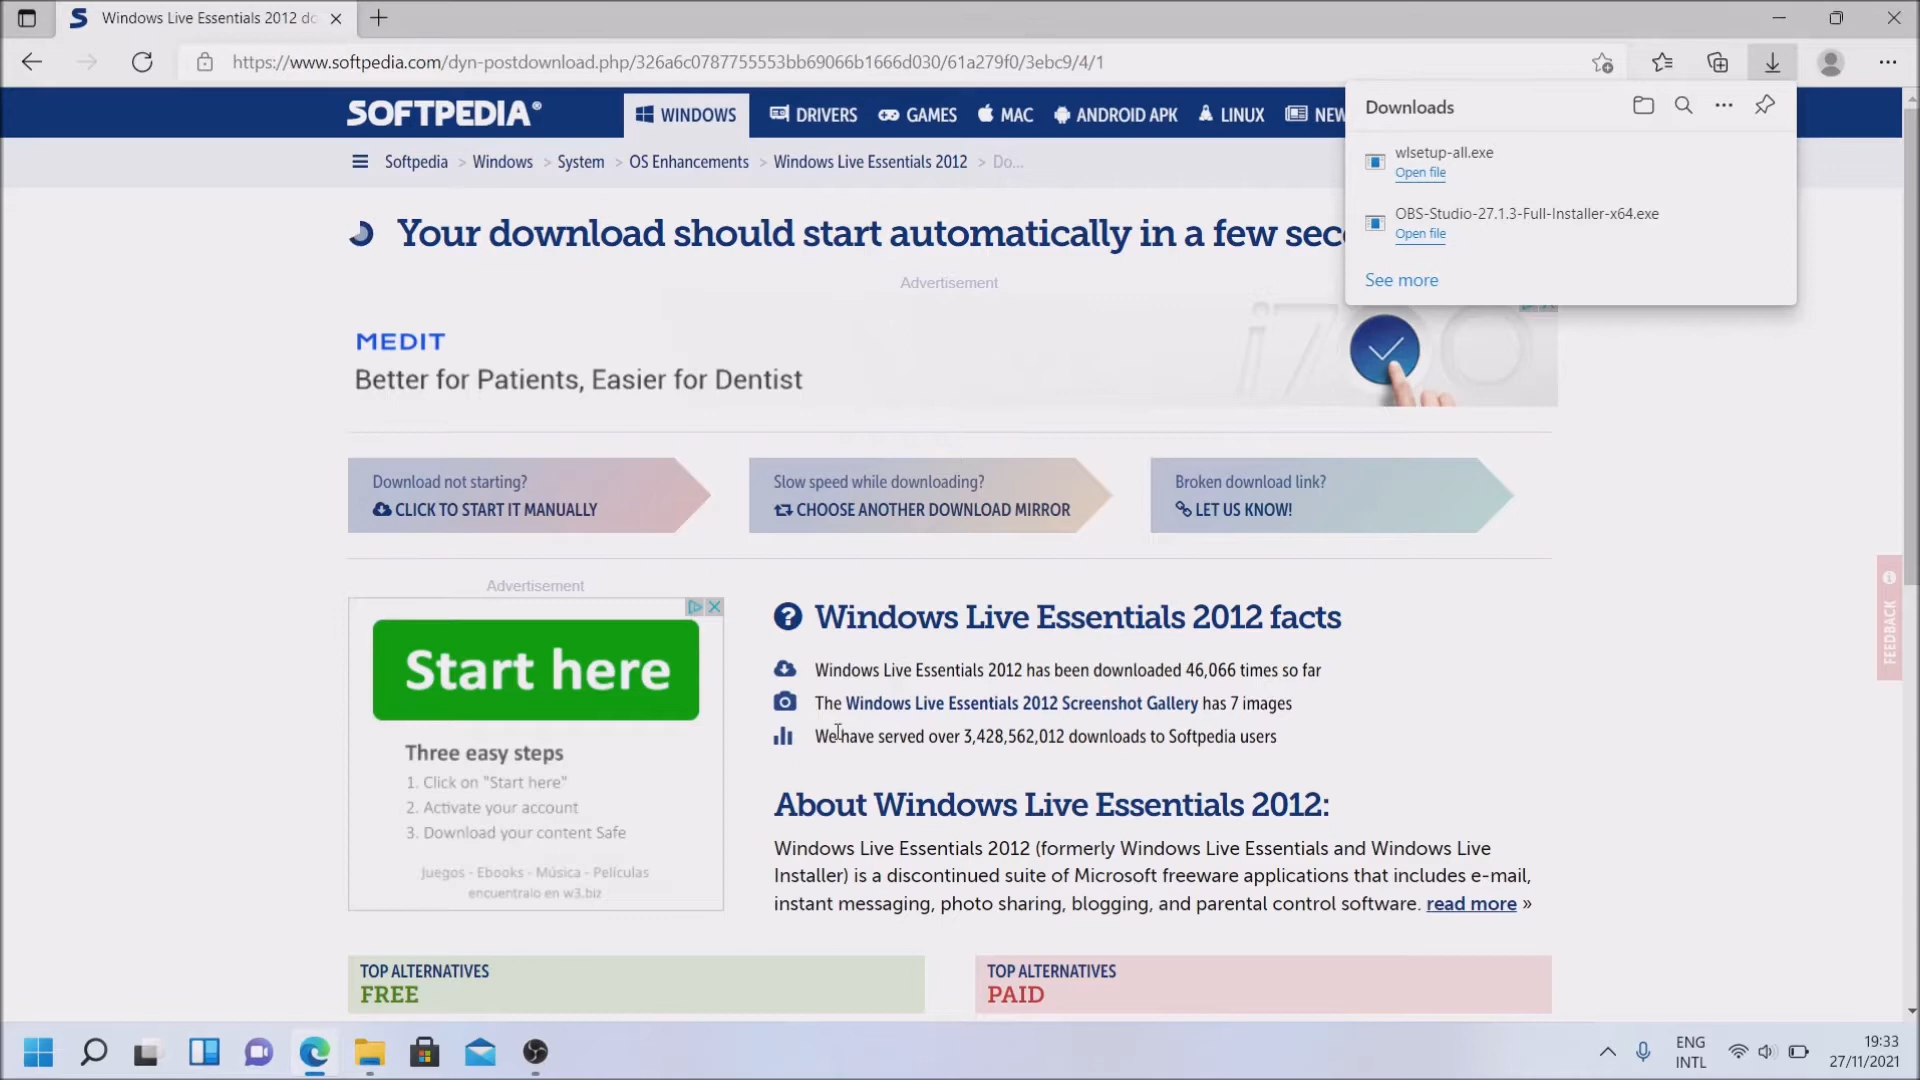 Windows Live Essentials 2012 do
https://www.softpedia.com/dyn-postdownload.php/326a6c0787755553bb69066b1666d030/61a279f0/3ebc9/4/1
SOFTPEDIA®
WINDOWS
DRIVERS
GAMES
MAC
ANDROID APK
LINUX
NEW
Downloads
wlsetup-all.exe
Open file
OBS-Studio-27.1.3-Full-Installer-x64.exe
Open file
See more
Softpedia > Windows > System > OS Enhancements > Windows Live Essentials 2012 > Do...
Your download should start automatically in a few seco
Advertisement
MEDIT
Better for Patients, Easier for Dentist
i700
Download not starting?
CLICK TO START IT MANUALLY
Slow speed while downloading?
CHOOSE ANOTHER DOWNLOAD MIRROR
Broken download link?
LET US KNOW!
FEEDBACK
Advertisement
Start here
Three easy steps
1. Click on "Start here"
2. Activate your account
3. Download your content Safe
Juegos - Ebooks - Música - Películas
encuentralo en w3.biz
Windows Live Essentials 2012 facts
Windows Live Essentials 2012 has been downloaded 46,066 times so far
The Windows Live Essentials 2012 Screenshot Gallery has 7 images
We have served over 3,428,562,012 downloads to Softpedia users
About Windows Live Essentials 2012:
Windows Live Essentials 2012 (formerly Windows Live Essentials and Windows Live
Installer) is a discontinued suite of Microsoft freeware applications that includes e-mail,
instant messaging, photo sharing, blogging, and parental control software. read more »
TOP ALTERNATIVES
FREE
TOP ALTERNATIVES
PAID
ENG
INTL
19:33
27/11/2021